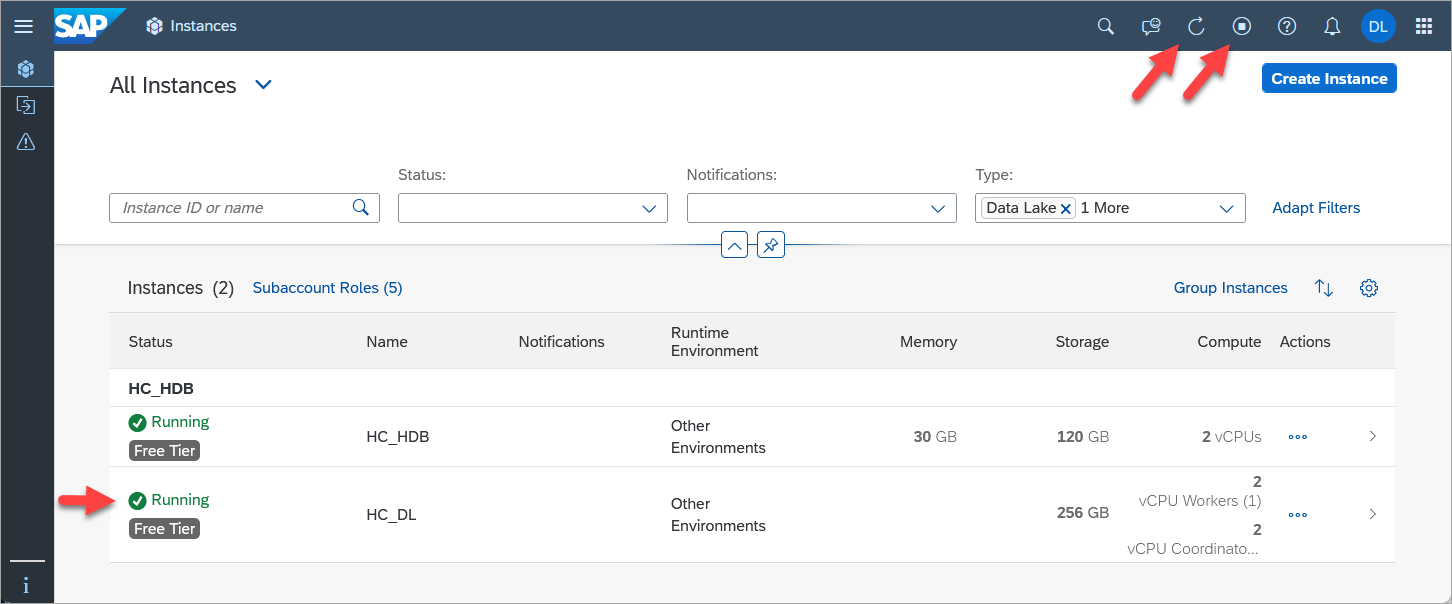 SAP Instances DL
All Instances
Create Instance
Status: Notifications: Type:
Instance ID or name Data Lake 1 More Adapt Filters
Instances (2) Subaccount Roles (5) Group Instances
Status Name Notifications Runtime Environment Memory Storage Compute Actions
HC_HDB
Running
Free Tier
HC_HDB
Other
Environments
30 GB 120 GB 2 vCPUs
Running
Free Tier
HC_DL
Other
Environments
256 GB
2
vCPU Workers (1)
2
vCPU Coordinato...
i